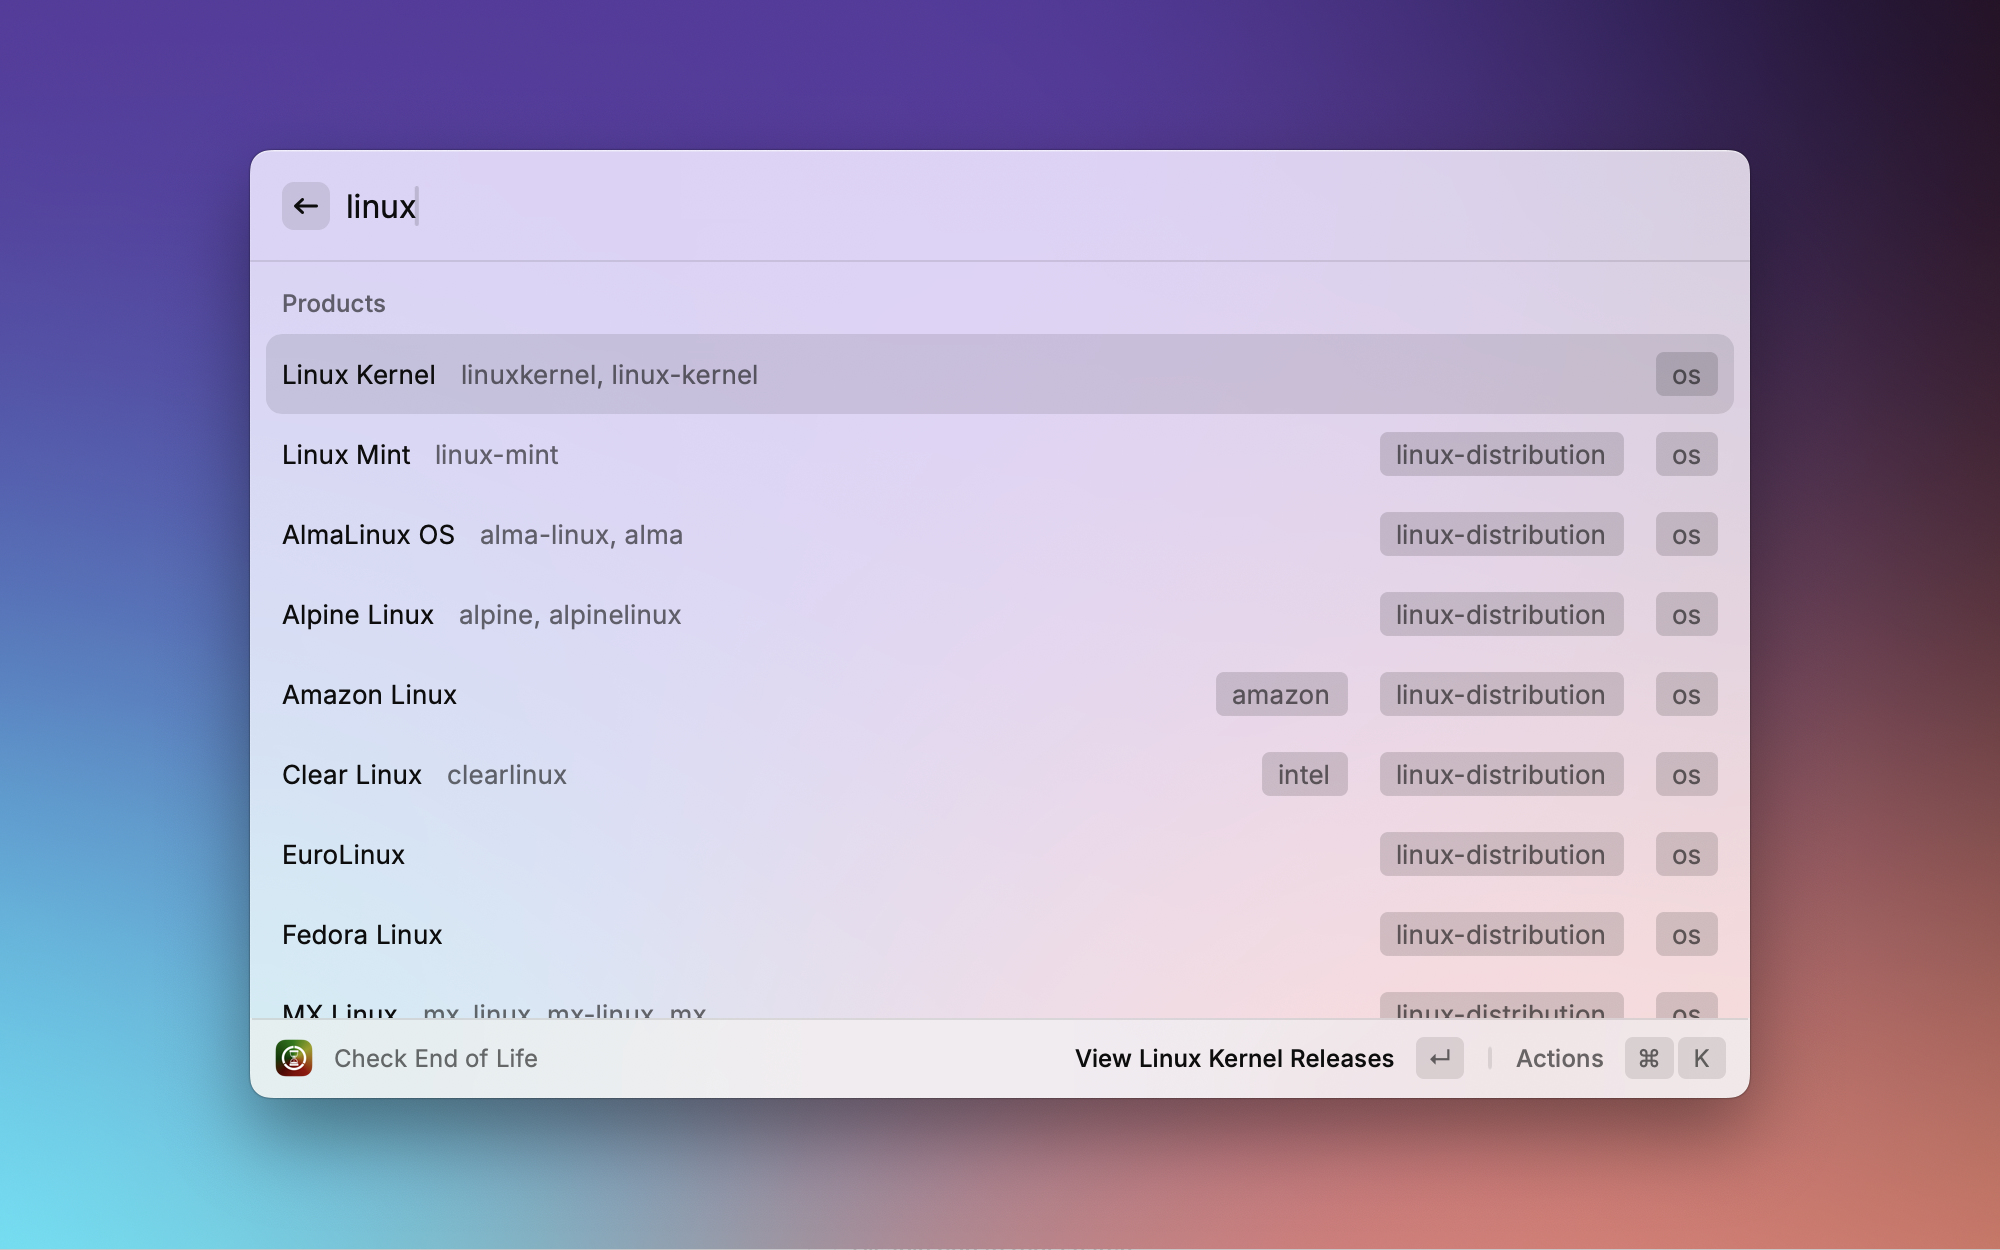 linux
Products
Linux Kernel linuxkernel, linux-kernel os
Linux Mint linux-mint linux-distribution os
AlmaLinux OS alma-linux, alma linux-distribution os
Alpine Linux alpine, alpinelinux linux-distribution os
Amazon Linux amazon linux-distribution os
Clear Linux clearlinux intel linux-distribution os
EuroLinux linux-distribution os
Fedora Linux linux-distribution os
MX Linux mx, linux, mx-linux, mx linux-distribution os
Check End of Life View Linux Kernel Releases ↵ Actions ⌘ K